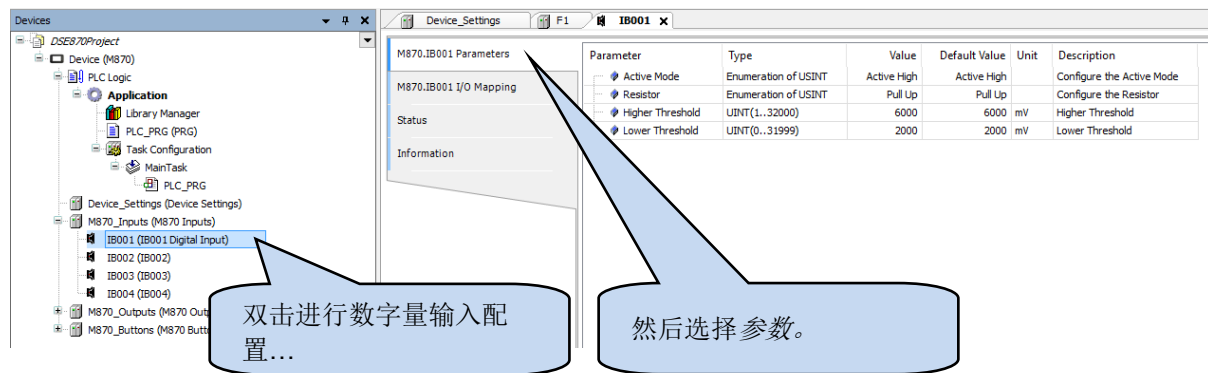 Devices
DSE870Project
Device (M870)
PLC Logic
Application
Library Manager
PLC_PRG (PRG)
Task Configuration
MainTask
PLC_PRG
Device_Settings (Device Settings)
M870_Inputs (M870 Inputs)
IB001 (IB001 Digital Input)
IB002 (IB002)
IB003 (IB003)
IB004 (IB004)
M870_Outputs (M870 Out
M870_Buttons (M870 Butt
双击进行数字量输入配
置...
Device_Settings F1 IB001
M870.IB001 Parameters
M870.IB001 I/O Mapping
Status
Information
Parameter Type Value Default Value Unit Description
Active Mode Enumeration of USINT Active High Active High Configure the Active Mode
Resistor Enumeration of USINT Pull Up Pull Up Configure the Resistor
Higher Threshold UINT(1..32000) 6000 6000 mV Higher Threshold
Lower Threshold UINT(0..31999) 2000 2000 mV Lower Threshold
然后选择参数。